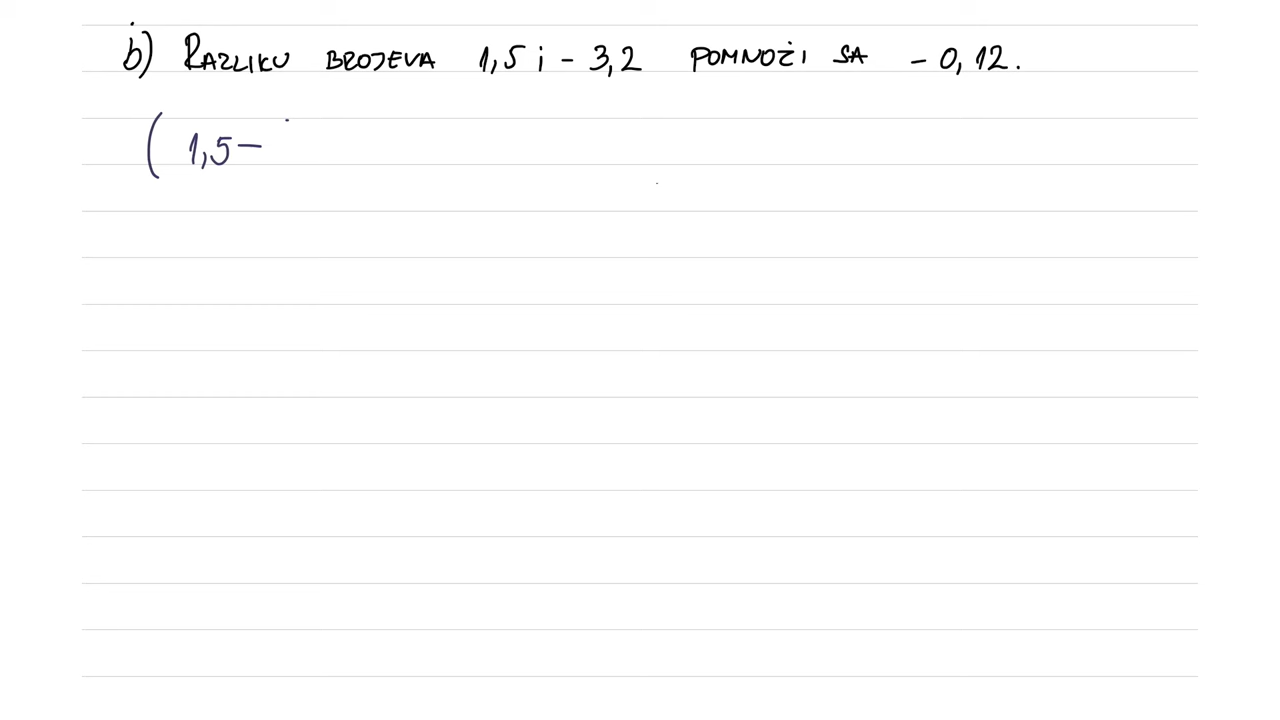 b) RAZLIKU BROJEVA 1,5 i - 3,2 POMNOŽI SA - 0,12.
( 1,5 -